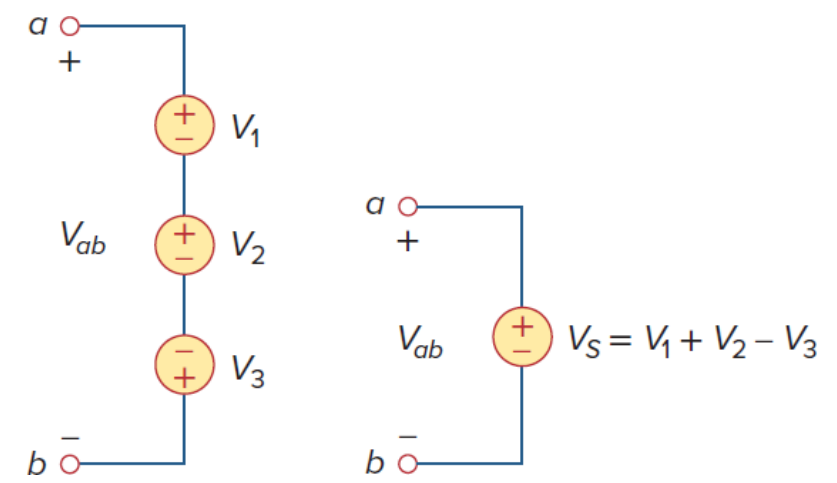 a
+
+
−
V₁
Vab
+
−
V₂
−
+
V₃
−
b
a
+
Vab
+
−
VS = V₁ + V₂ − V₃
−
b